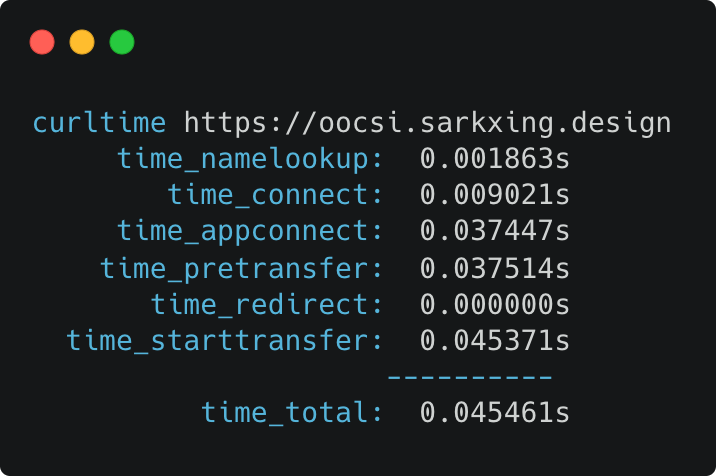 curltime https://oocsi.sarkxing.design
time_namelookup: 0.001863s
time_connect: 0.009021s
time_appconnect: 0.037447s
time_pretransfer: 0.037514s
time_redirect: 0.000000s
time_starttransfer: 0.045371s
----------
time_total: 0.045461s